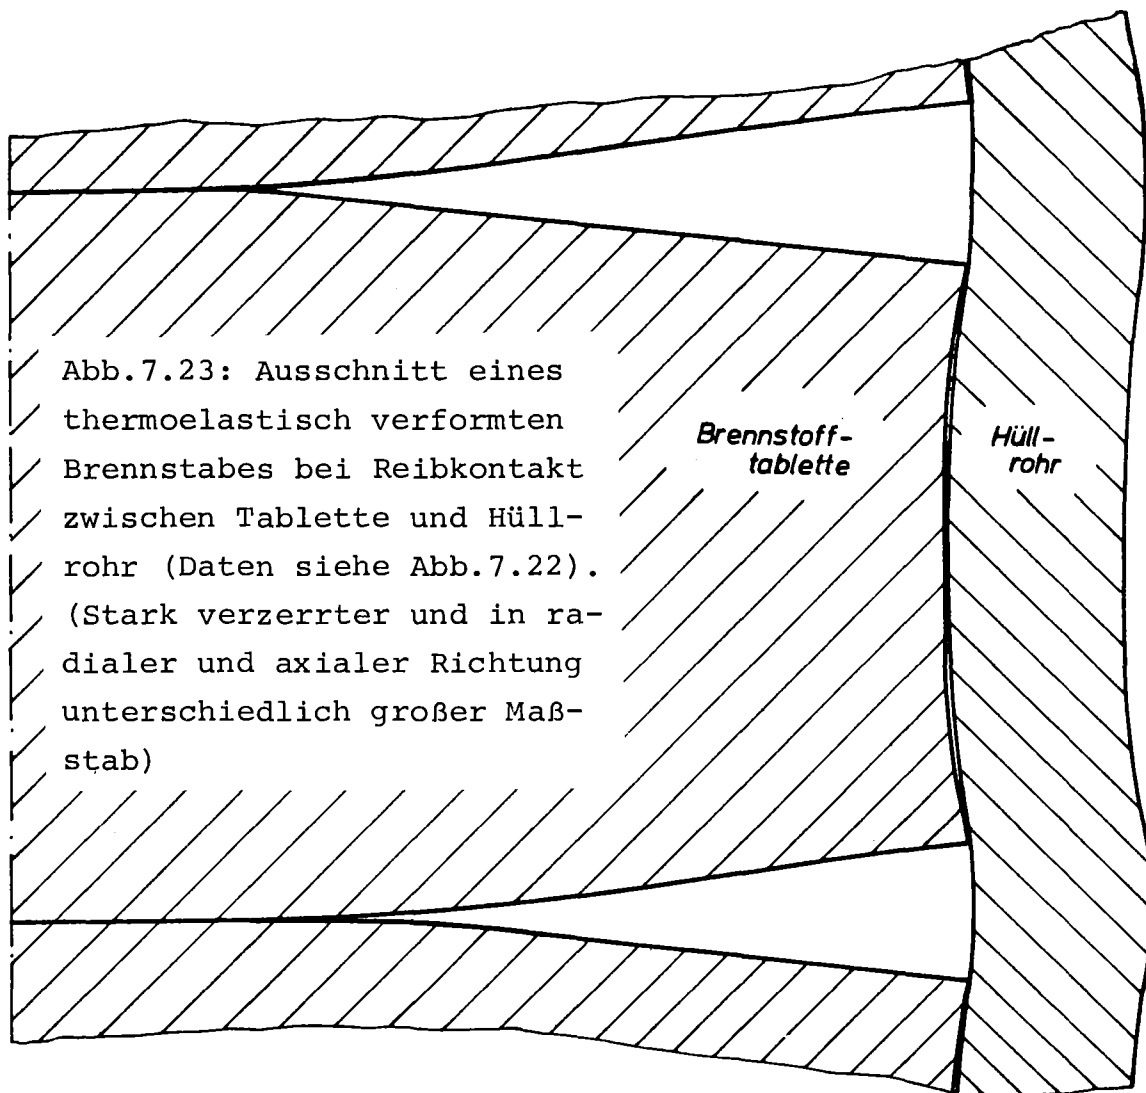 Abb.7.23: Ausschnitt eines
thermoelastisch verformten
Brennstabes bei Reibkontakt
zwischen Tablette und Hüll-
rohr (Daten siehe Abb.7.22).
(Stark verzerrter und in ra-
dialer und axialer Richtung
unterschiedlich großer Maß-
stab)
Brennstoff-
tablette
Hüll-
rohr